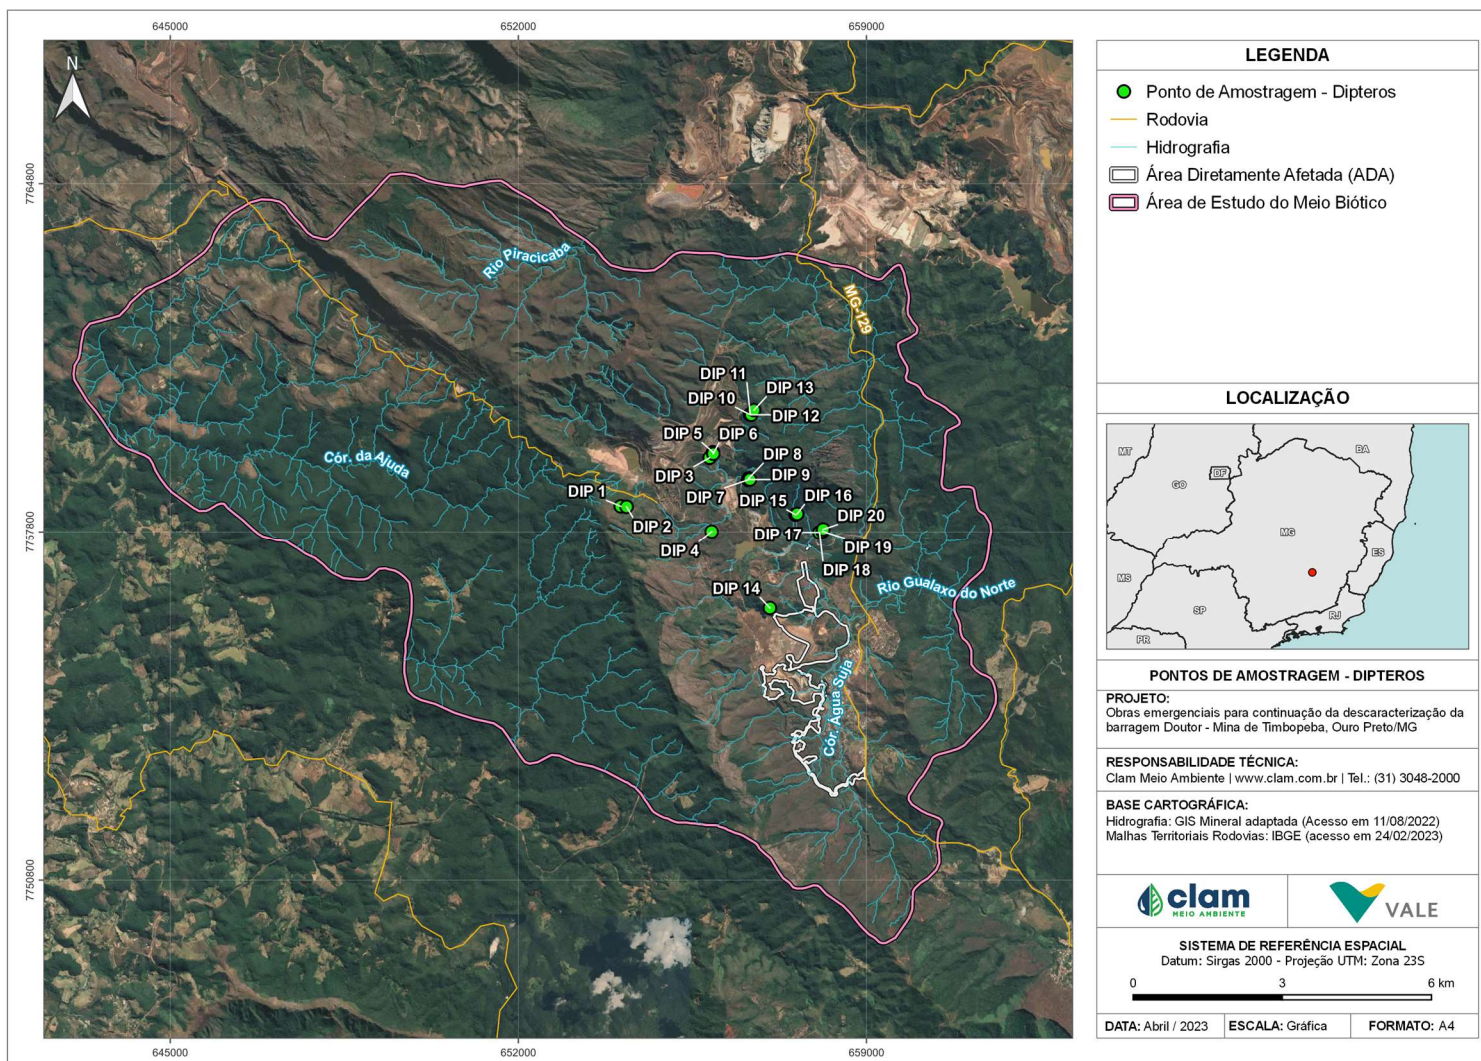 645000
652000
659000
7764800
7757800
7750800
645000
652000
659000
N
Rio Piracicaba
MG-129
Cór. da Ajuda
DIP 11
DIP 13
DIP 10
DIP 12
DIP 5
DIP 6
DIP 3
DIP 8
DIP 7
DIP 9
DIP 1
DIP 2
DIP 15
DIP 16
DIP 4
DIP 17
DIP 20
DIP 19
DIP 18
DIP 14
Rio Gualaxo do Norte
Cór. Água Suja
LEGENDA
Ponto de Amostragem - Dipteros
Rodovia
Hidrografia
Área Diretamente Afetada (ADA)
Área de Estudo do Meio Biótico
LOCALIZAÇÃO
MT
BA
DF
GO
MG
ES
MS
SP
RJ
PR
PONTOS DE AMOSTRAGEM - DIPTEROS
PROJETO:
Obras emergenciais para continuação da descaracterização da
barragem Doutor - Mina de Timbopeba, Ouro Preto/MG
RESPONSABILIDADE TÉCNICA:
Clam Meio Ambiente | www.clam.com.br | Tel.: (31) 3048-2000
BASE CARTOGRÁFICA:
Hidrografia: GIS Mineral adaptada (Acesso em 11/08/2022)
Malhas Territoriais Rodovias: IBGE (acesso em 24/02/2023)
clam
MEIO AMBIENTE
VALE
SISTEMA DE REFERÊNCIA ESPACIAL
Datum: Sirgas 2000 - Projeção UTM: Zona 23S
0 3 6 km
DATA: Abril / 2023 ESCALA: Gráfica FORMATO: A4